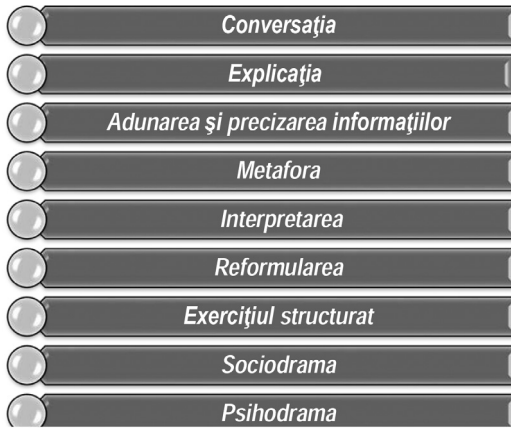 Conversaţia
Explicaţia
Adunarea şi precizarea informaţiilor
Metafora
Interpretarea
Reformularea
Exerciţiul structurat
Sociodrama
Psihodrama